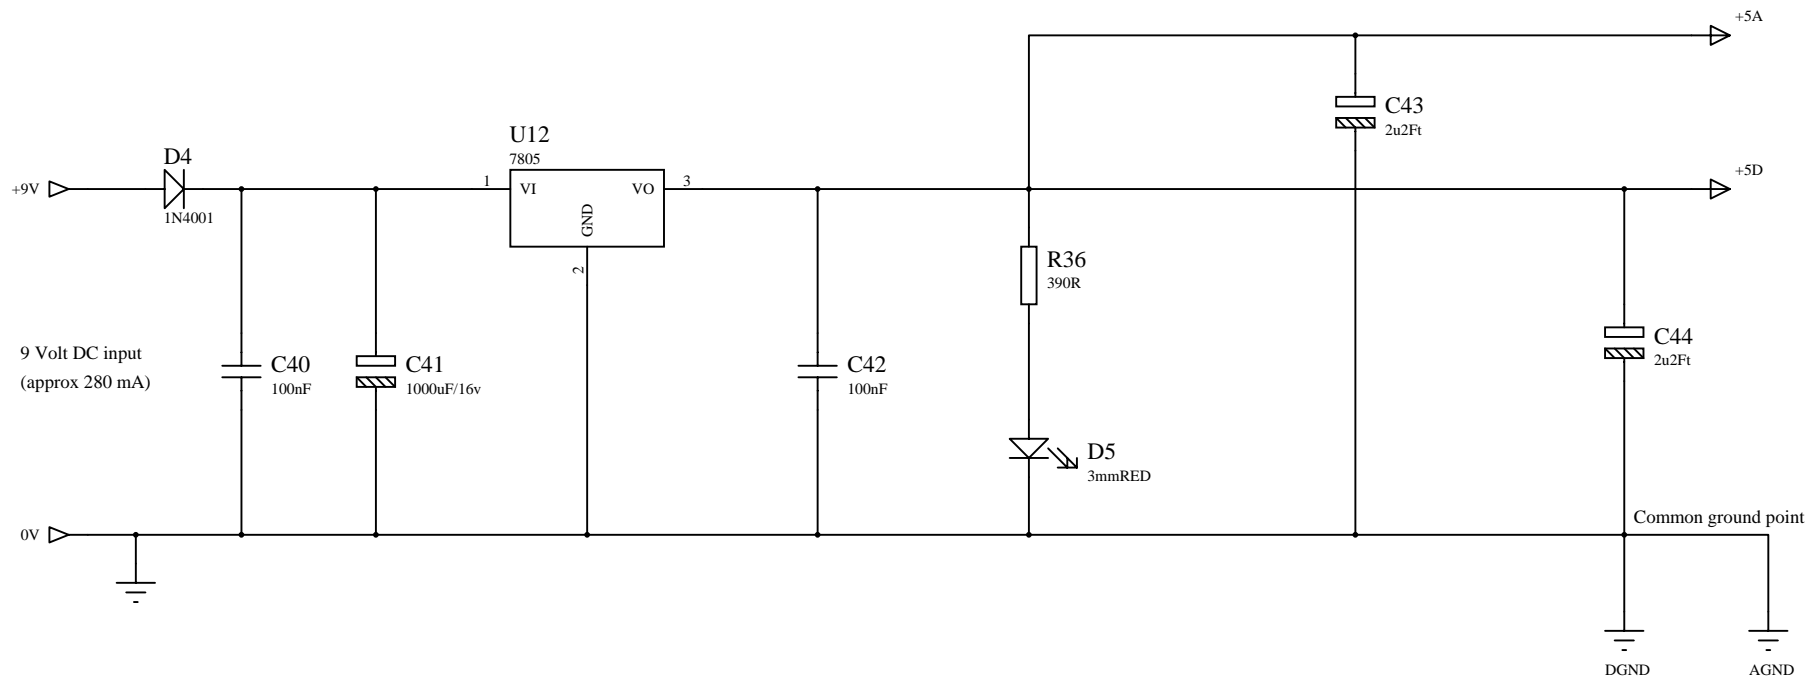 +5A
C43
2u2Ft
U12
7805
D4
+9V
1
VI
VO
3
+5D
1N4001
GND
2
R36
390R
C44
2u2Ft
9 Volt DC input
(approx 280 mA)
C40
100nF
C41
1000uF/16v
C42
100nF
D5
3mmRED
Common ground point
0V
DGND
AGND